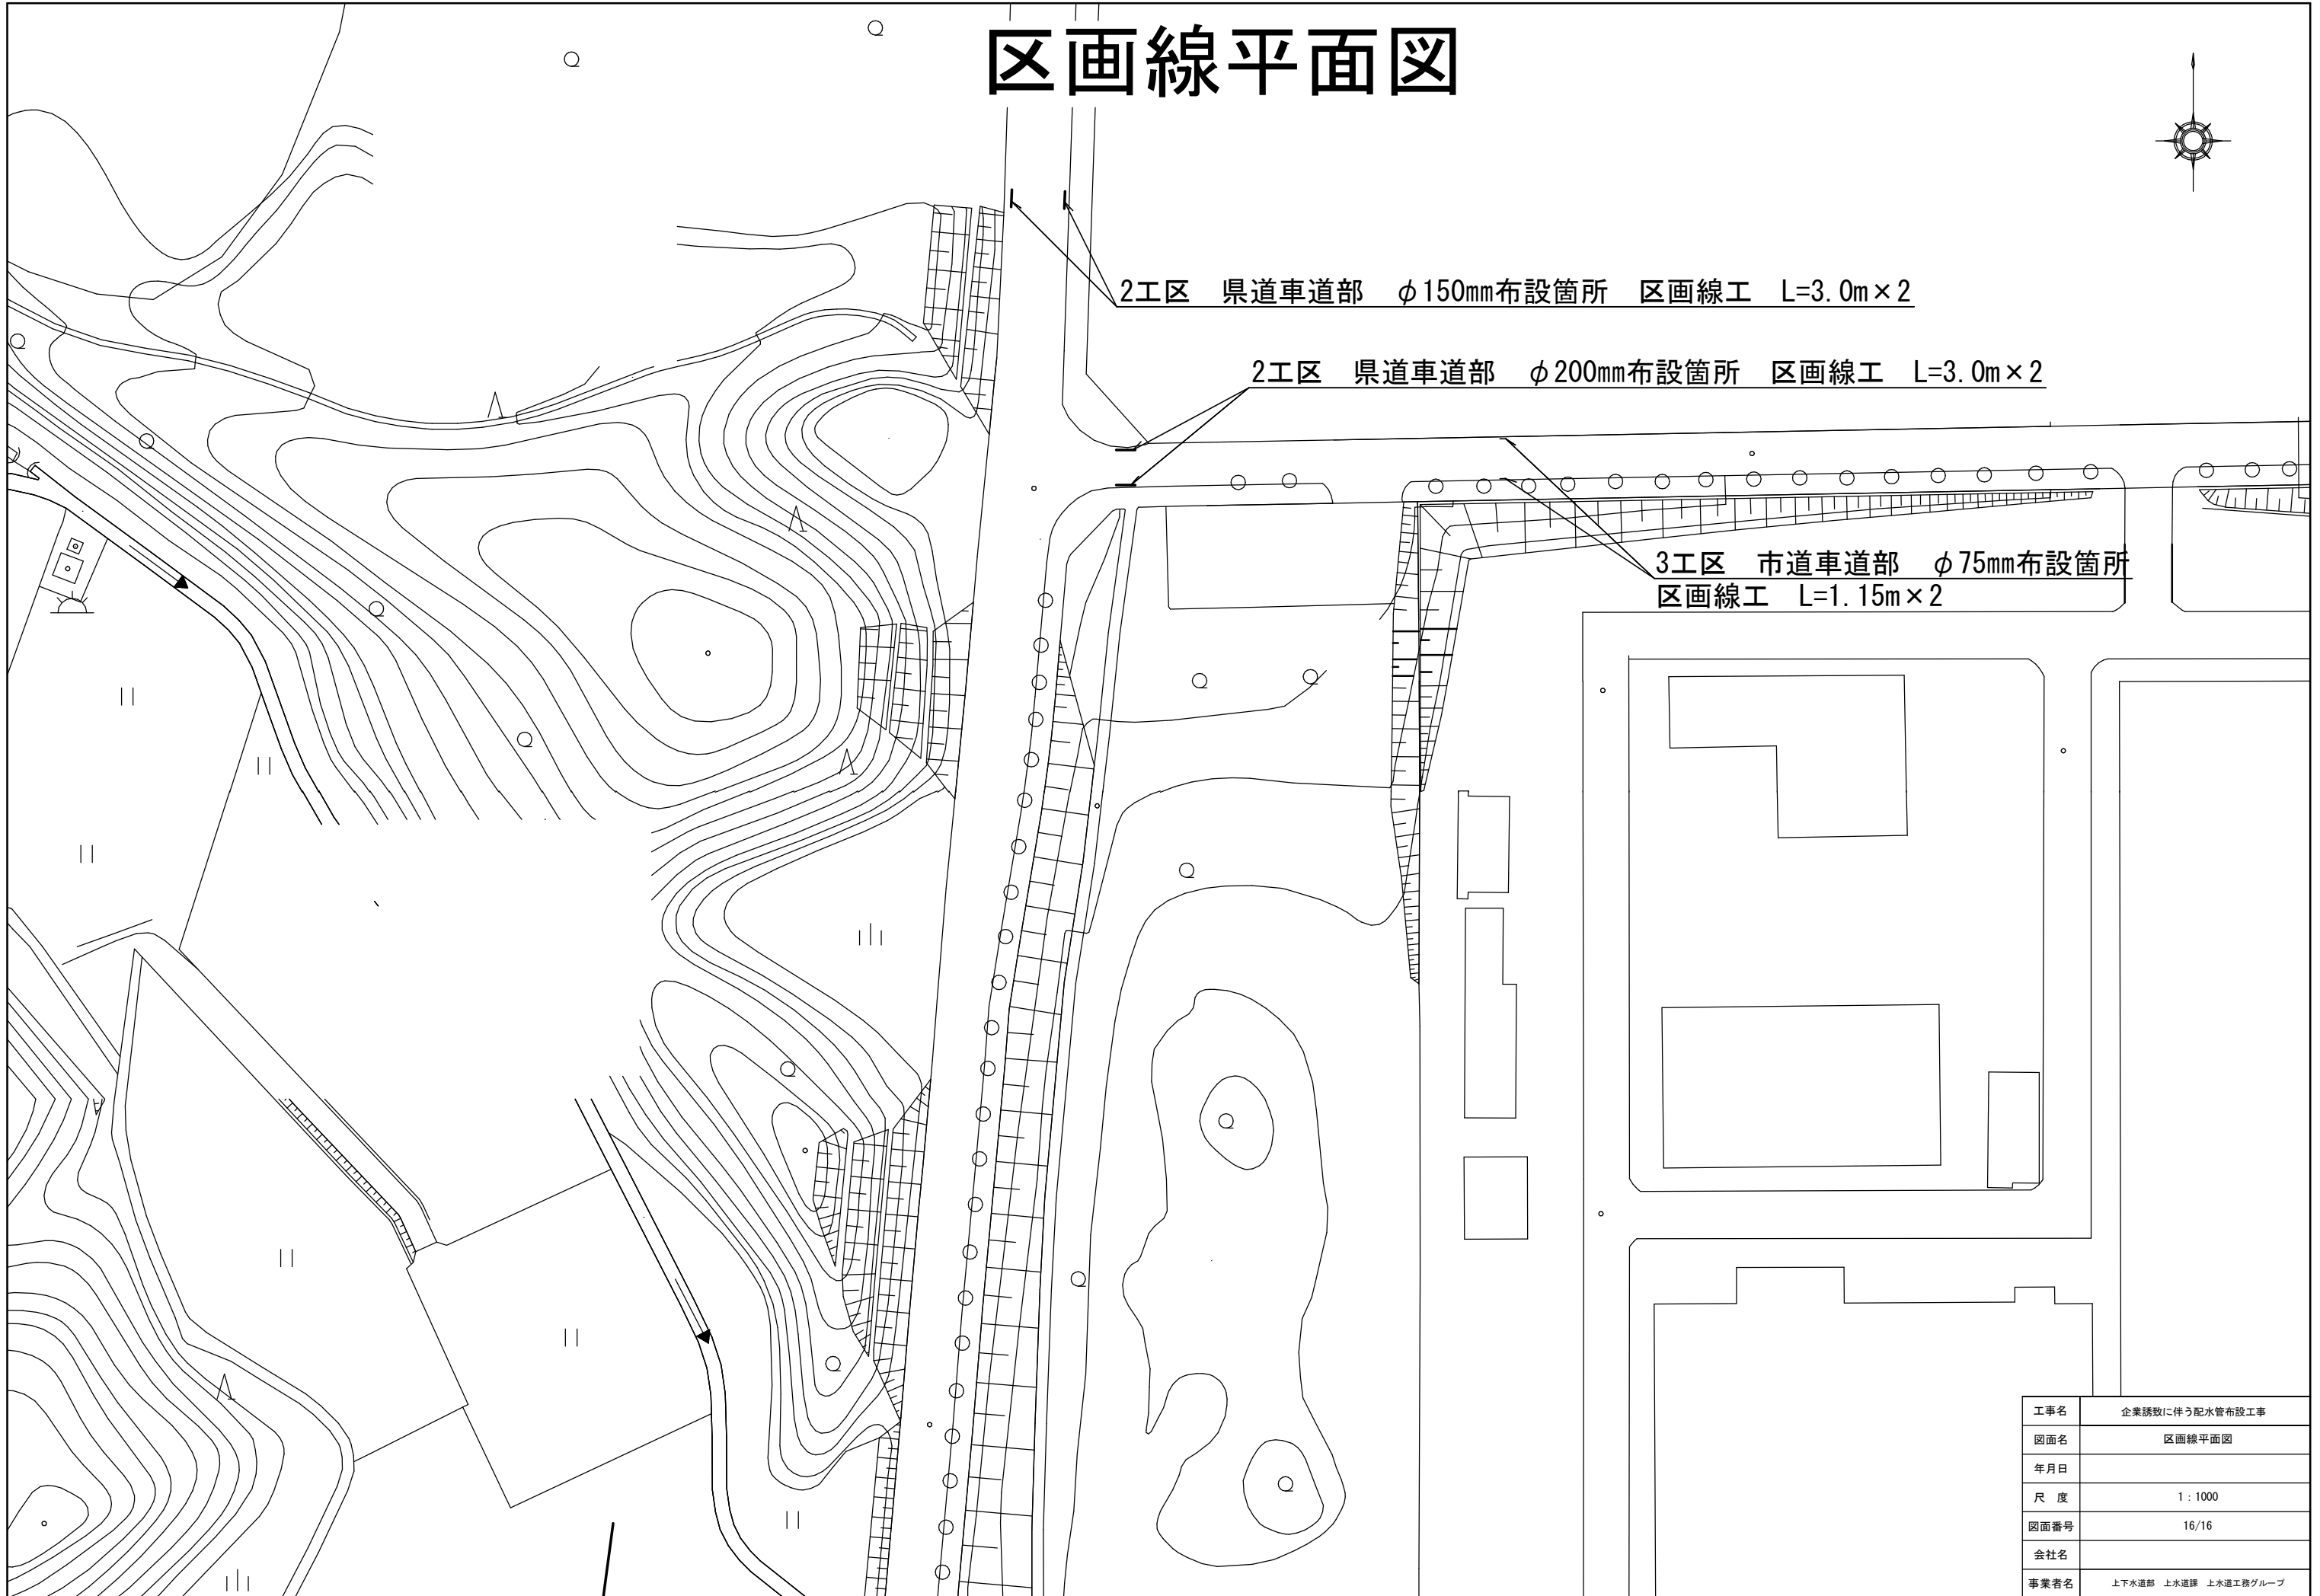 区画線平面図
2工区　県道車道部　φ150mm布設箇所　区画線工　L=3.0m×2
2工区　県道車道部　φ200mm布設箇所　区画線工　L=3.0m×2
3工区　市道車道部　φ75mm布設箇所
区画線工　L=1.15m×2
工事名　企業誘致に伴う配水管布設工事
図面名　区画線平面図
年月日
尺　度　1：1000
図面番号　16/16
会社名
事業者名　上下水道部　上水道課　上水道工務グループ